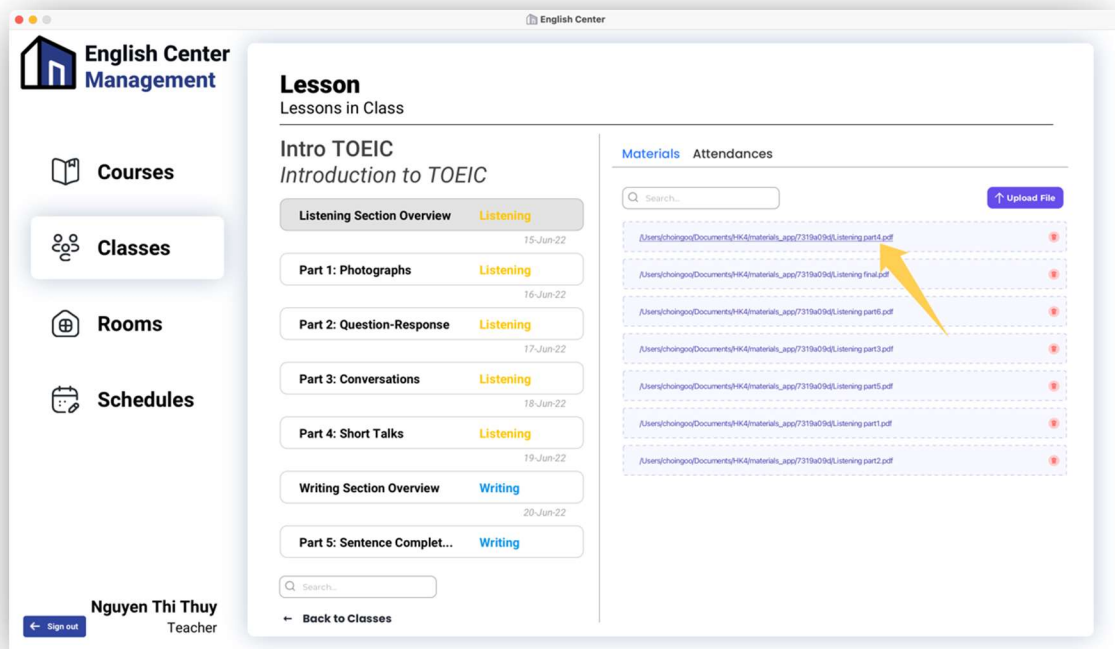 English Center
English Center
Management
Courses
Classes
Rooms
Schedules
Nguyen Thi Thuy
← Sign out
Teacher
Lesson
Lessons in Class
Intro TOEIC
Introduction to TOEIC
Listening Section Overview Listening
15-Jun-22
Part 1: Photographs Listening
16-Jun-22
Part 2: Question-Response Listening
17-Jun-22
Part 3: Conversations Listening
18-Jun-22
Part 4: Short Talks Listening
19-Jun-22
Writing Section Overview Writing
20-Jun-22
Part 5: Sentence Complet... Writing
Search...
← Back to Classes
Materials Attendances
Search...
↑ Upload File
/Users/choingoo/Documents/HK4/materials_app/7319a09d/Listening part4.pdf
/Users/choingoo/Documents/HK4/materials_app/7319a09d/Listening final.pdf
/Users/choingoo/Documents/HK4/materials_app/7319a09d/Listening part6.pdf
/Users/choingoo/Documents/HK4/materials_app/7319a09d/Listening part3.pdf
/Users/choingoo/Documents/HK4/materials_app/7319a09d/Listening part5.pdf
/Users/choingoo/Documents/HK4/materials_app/7319a09d/Listening part1.pdf
/Users/choingoo/Documents/HK4/materials_app/7319a09d/Listening part2.pdf